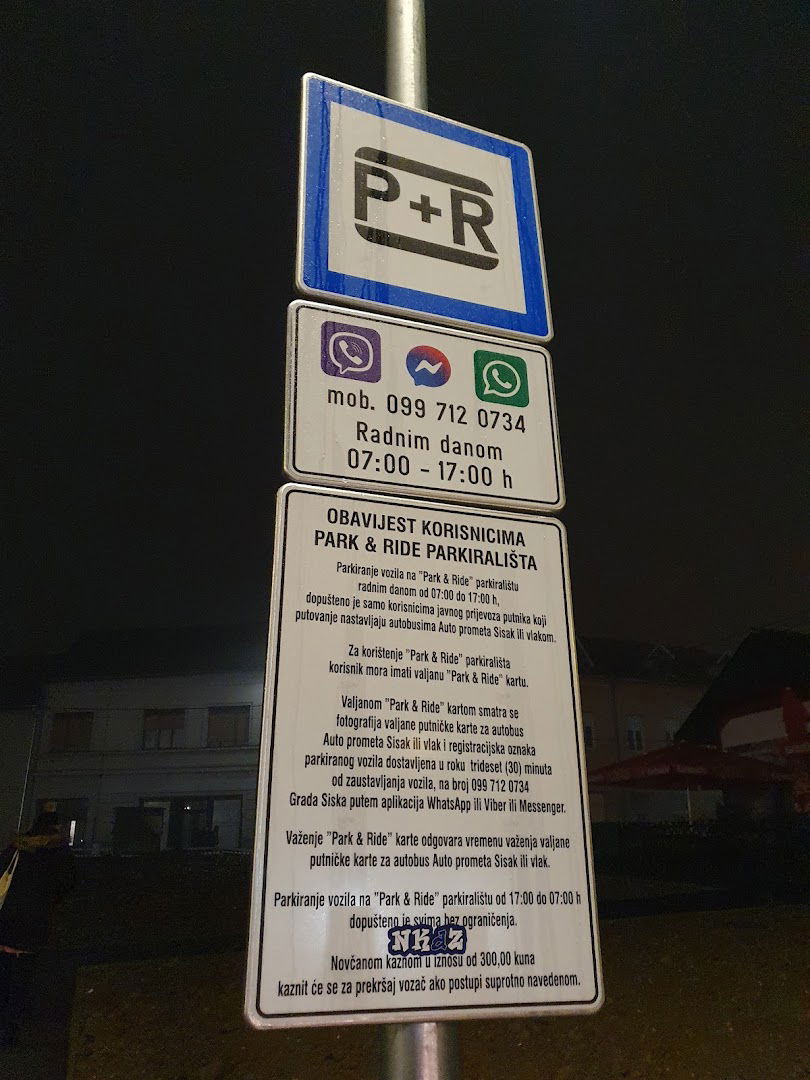 P+R
mob. 099 712 0734
Radnim danom
07:00 - 17:00 h
OBAVIJEST KORISNICIMA
PARK & RIDE PARKIRALIŠTA
Parkiranje vozila na "Park & Ride" parkiralištu
radnim danom od 07:00 do 17:00 h,
dopušteno je samo korisnicima javnog prijevoza putnika koji
putovanje nastavljaju autobusima Auto prometa Sisak ili vlakom.
Za korištenje "Park & Ride" parkirališta
korisnik mora imati valjanu "Park & Ride" kartu.
Valjanom "Park & Ride" kartom smatra se
fotografija valjane putničke karte za autobus
Auto prometa Sisak ili vlak i registracijska oznaka
parkiranog vozila dostavljena u roku trideset (30) minuta
od zaustavljanja vozila, na broj 099 712 0734
Grada Siska putem aplikacija WhatsApp ili Viber ili Messenger.
Važenje "Park & Ride" karte odgovara vremenu važenja valjane
putničke karte za autobus Auto prometa Sisak ili vlak.
Parkiranje vozila na "Park & Ride" parkiralištu od 17:00 do 07:00 h
dopušteno je svima bez ograničenja.
NKdZ
Novčanom kaznom u iznosu od 300,00 kuna
kaznit će se za prekršaj vozač ako postupi suprotno navedenom.